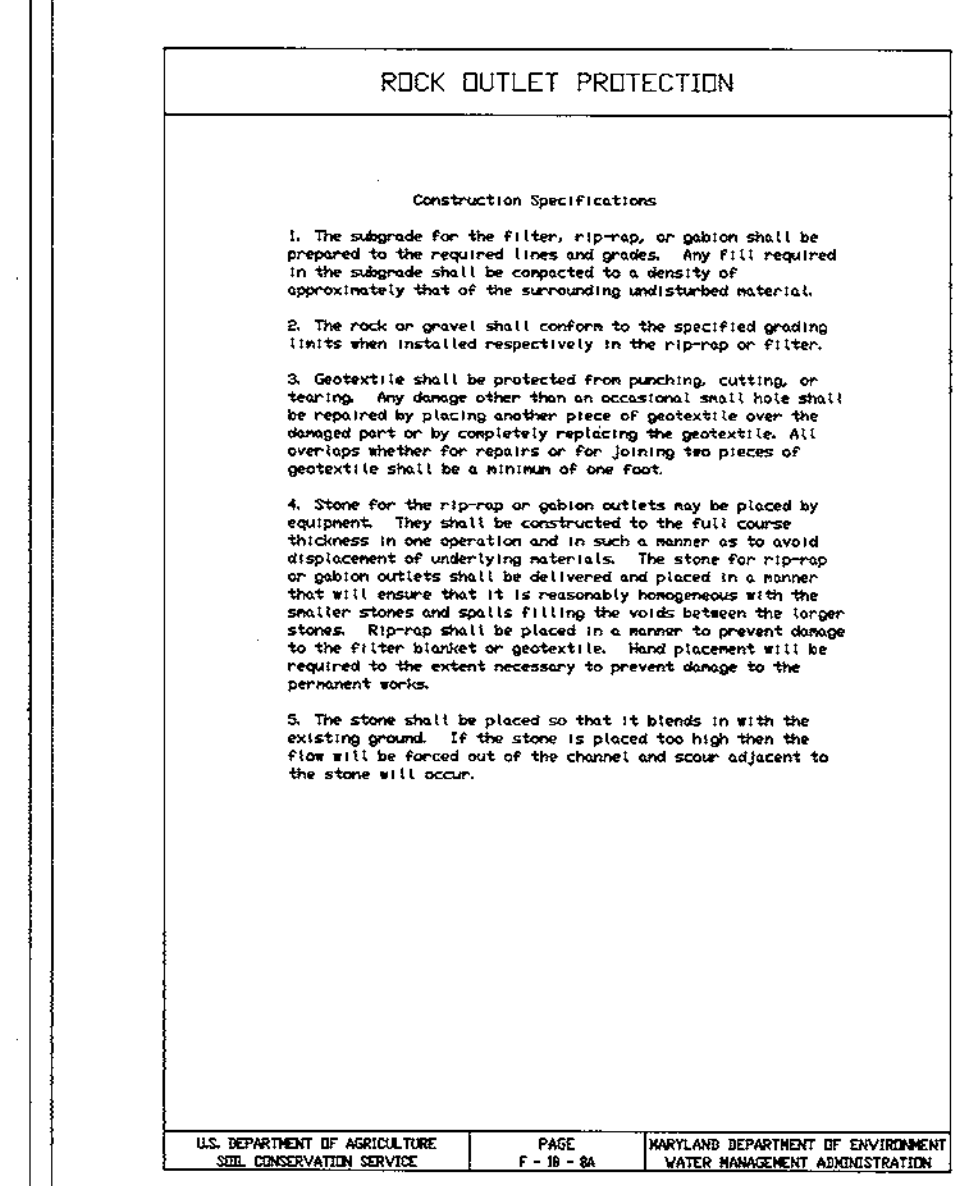 ROCK OUTLET PROTECTION
Construction Specifications
1. The subgrade for the filter, rip-rap, or gabion shall be
prepared to the required lines and grades. Any fill required
in the subgrade shall be compacted to a density of
approximately that of the surrounding undisturbed material.
2. The rock or gravel shall conform to the specified grading
limits when installed respectively in the rip-rap or filter.
3. Geotextile shall be protected from punching, cutting, or
tearing. Any damage other than an occasional small hole shall
be repaired by placing another piece of geotextile over the
damaged part or by completely replacing the geotextile. All
overlaps whether for repairs or for joining two pieces of
geotextile shall be a minimum of one foot.
4. Stone for the rip-rap or gabion outlets may be placed by
equipment. They shall be constructed to the full course
thickness in one operation and in such a manner as to avoid
displacement of underlying materials. The stone for rip-rap
or gabion outlets shall be delivered and placed in a manner
that will ensure that it is reasonably homogeneous with the
smaller stones and spalls filling the voids between the larger
stones. Rip-rap shall be placed in a manner to prevent damage
to the filter blanket or geotextile. Hand placement will be
required to the extent necessary to prevent damage to the
permanent works.
5. The stone shall be placed so that it blends in with the
existing ground. If the stone is placed too high then the
flow will be forced out of the channel and scour adjacent to
the stone will occur.
U.S. DEPARTMENT OF AGRICULTURE
SOIL CONSERVATION SERVICE
PAGE
F - 18 - 8A
MARYLAND DEPARTMENT OF ENVIRONMENT
WATER MANAGEMENT ADMINISTRATION